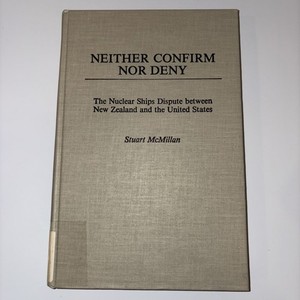 NEITHER CONFIRM
NOR DENY
The Nuclear Ships Dispute between
New Zealand and the United States
Stuart McMillan